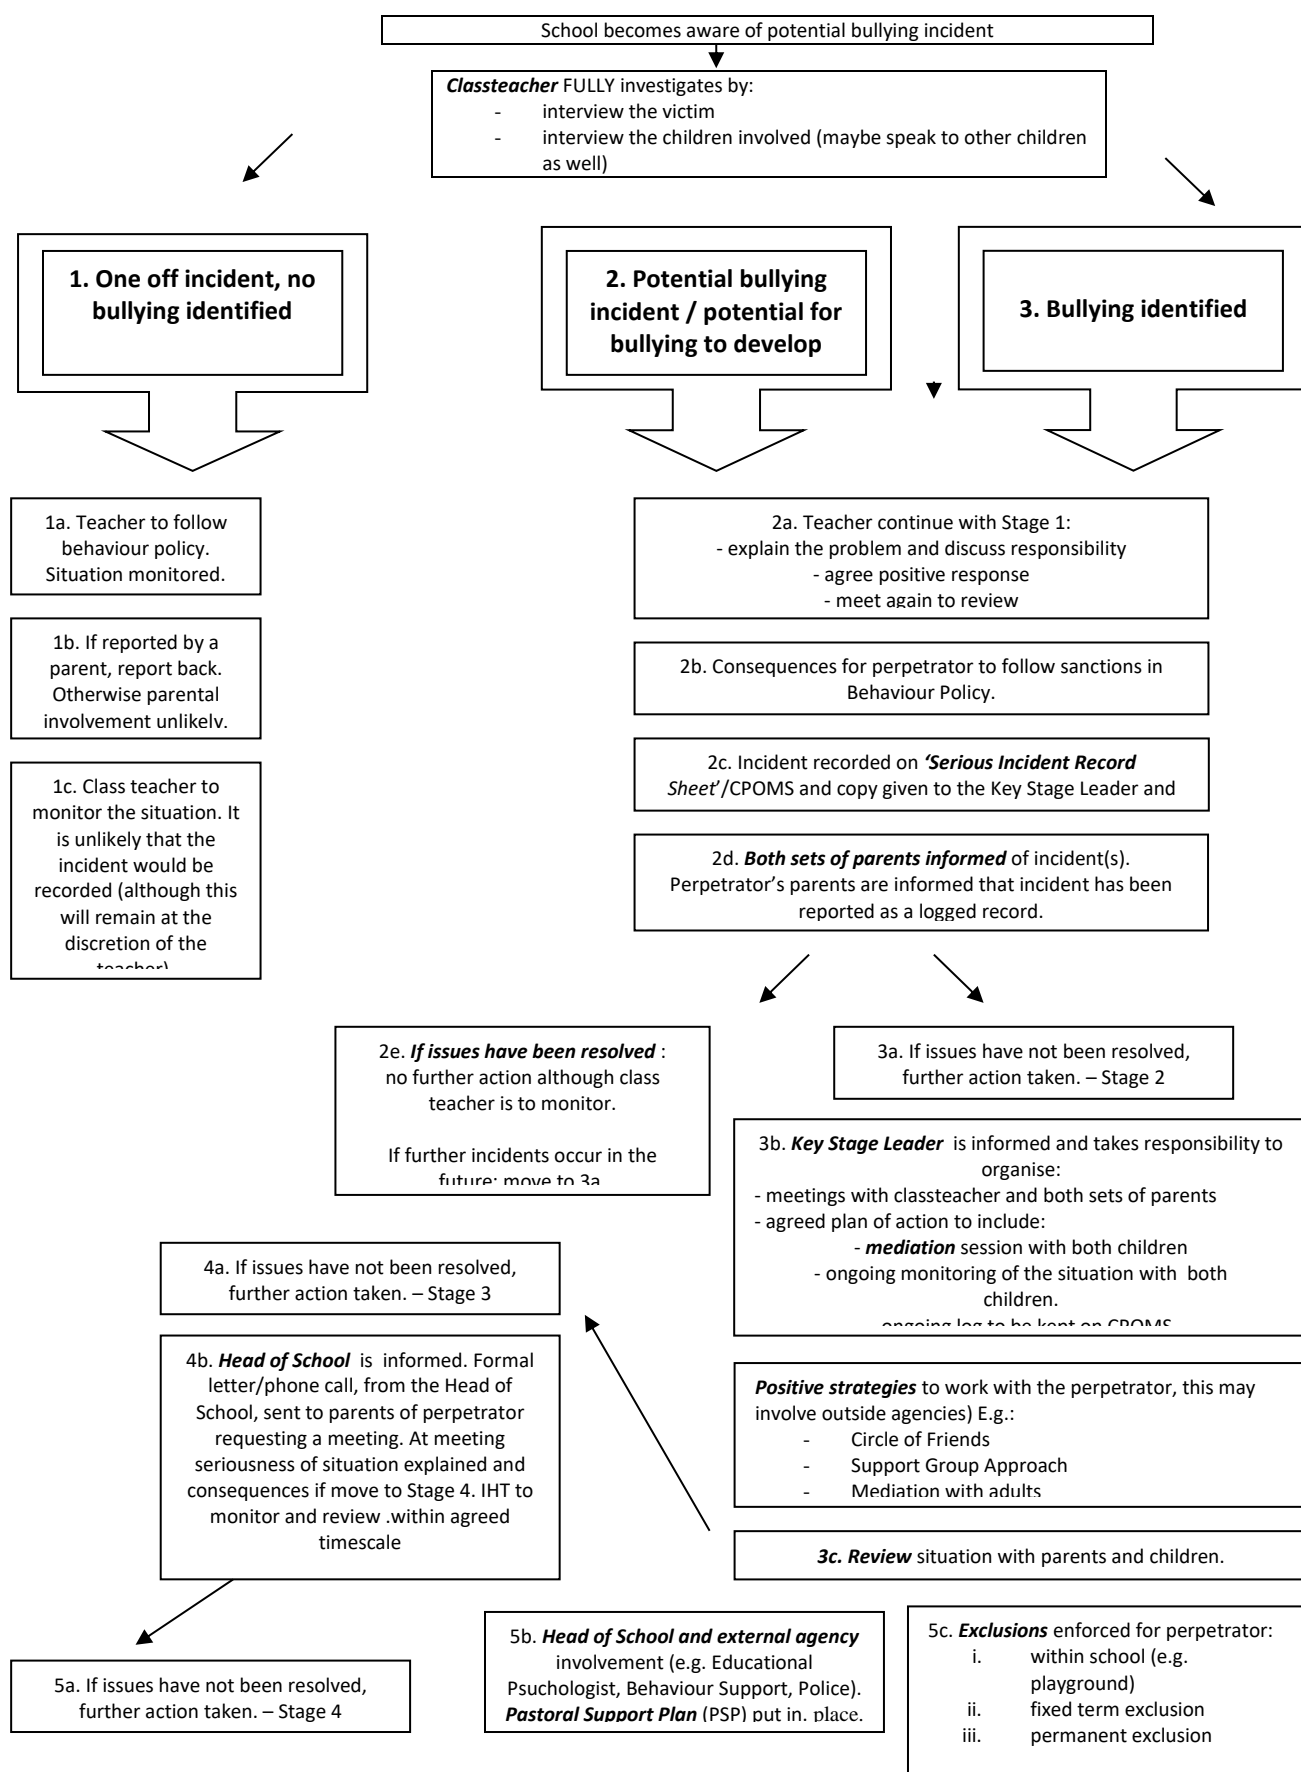 School becomes aware of potential bullying incident
Classteacher FULLY investigates by:
- interview the victim
- interview the children involved (maybe speak to other children
as well)
1. One off incident, no
bullying identified
2. Potential bullying
incident / potential for
bullying to develop
3. Bullying identified
1a. Teacher to follow
behaviour policy.
Situation monitored.
1b. If reported by a
parent, report back.
Otherwise parental
involvement unlikely.
1c. Class teacher to
monitor the situation. It
is unlikely that the
incident would be
recorded (although this
will remain at the
discretion of the
teacher)
2a. Teacher continue with Stage 1:
- explain the problem and discuss responsibility
- agree positive response
- meet again to review
2b. Consequences for perpetrator to follow sanctions in
Behaviour Policy.
2c. Incident recorded on ‘Serious Incident Record
Sheet’/CPOMS and copy given to the Key Stage Leader and
2d. Both sets of parents informed of incident(s).
Perpetrator’s parents are informed that incident has been
reported as a logged record.
2e. If issues have been resolved :
no further action although class
teacher is to monitor.
If further incidents occur in the
future: move to 3a
3a. If issues have not been resolved,
further action taken. – Stage 2
3b. Key Stage Leader is informed and takes responsibility to
organise:
- meetings with classteacher and both sets of parents
- agreed plan of action to include:
- mediation session with both children
- ongoing monitoring of the situation with both
children.
ongoing log to be kept on CPOMS
Positive strategies to work with the perpetrator, this may
involve outside agencies) E.g.:
- Circle of Friends
- Support Group Approach
- Mediation with adults
3c. Review situation with parents and children.
4a. If issues have not been resolved,
further action taken. – Stage 3
4b. Head of School is informed. Formal
letter/phone call, from the Head of
School, sent to parents of perpetrator
requesting a meeting. At meeting
seriousness of situation explained and
consequences if move to Stage 4. IHT to
monitor and review .within agreed
timescale
5a. If issues have not been resolved,
further action taken. – Stage 4
5b. Head of School and external agency
involvement (e.g. Educational
Psuchologist, Behaviour Support, Police).
Pastoral Support Plan (PSP) put in. place.
5c. Exclusions enforced for perpetrator:
i. within school (e.g.
playground)
ii. fixed term exclusion
iii. permanent exclusion